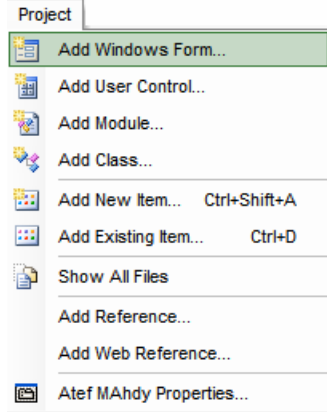 Project
Add Windows Form...
Add User Control...
Add Module...
Add Class...
Add New Item... Ctrl+Shift+A
Add Existing Item... Ctrl+D
Show All Files
Add Reference...
Add Web Reference...
Atef MAhdy Properties...